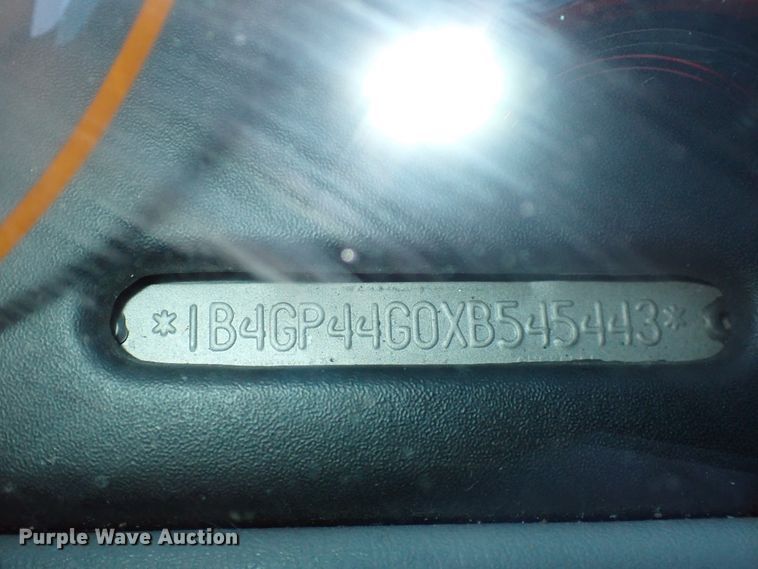 *1B4GP44G0XB545443*
Purple Wave Auction